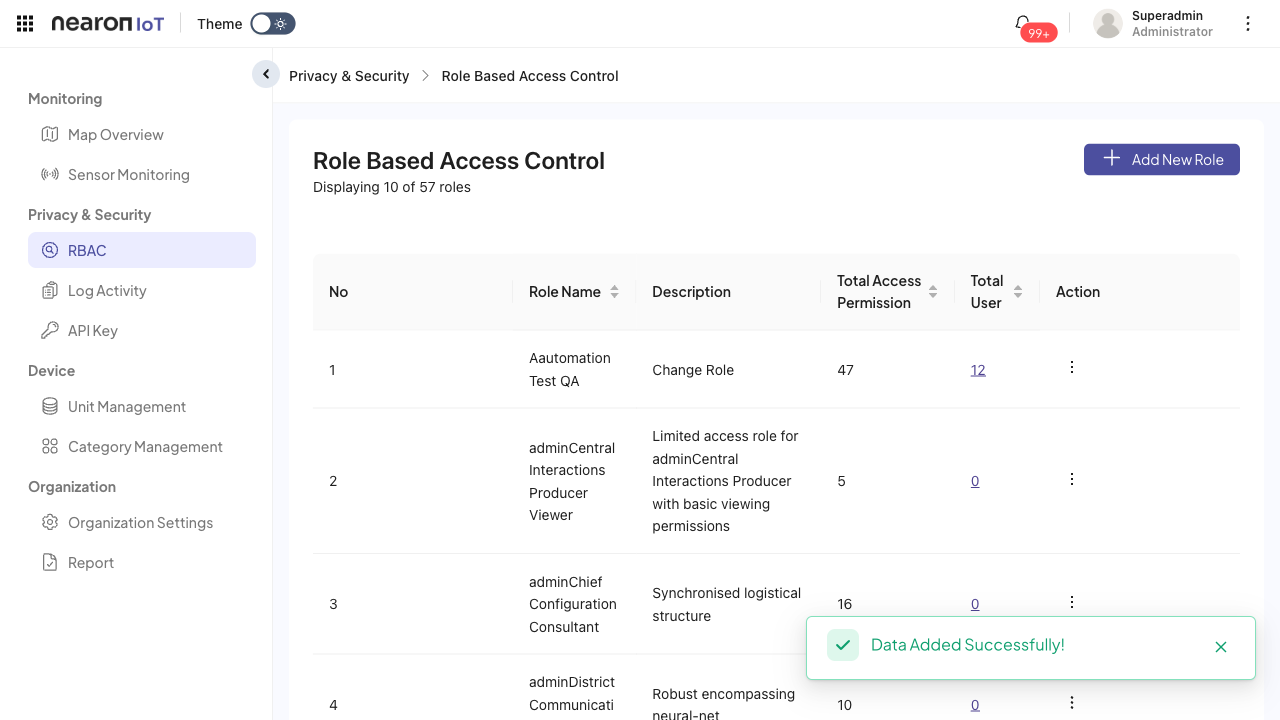 nearon IoT
Theme
99+
Superadmin
Administrator
Privacy & Security
Role Based Access Control
Monitoring
Map Overview
Sensor Monitoring
Privacy & Security
RBAC
Log Activity
API Key
Device
Unit Management
Category Management
Organization
Organization Settings
Report
Role Based Access Control
Displaying 10 of 57 roles
Add New Role
No
Role Name
Description
Total Access
Permission
Total
User
Action
1
Aautomation
Test QA
Change Role
47
12
2
adminCentral
Interactions
Producer
Viewer
Limited access role for
adminCentral
Interactions Producer
with basic viewing
permissions
5
0
3
adminChief
Configuration
Consultant
Synchronised logistical
structure
16
0
4
adminDistrict
Communicati
Robust encompassing
neural-net
10
0
Data Added Successfully!